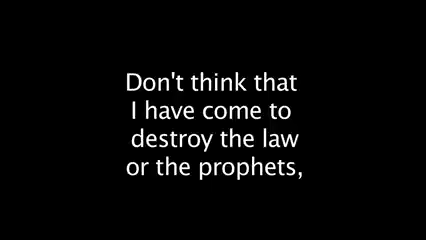 Don't think that
I have come to
destroy the law
or the prophets,